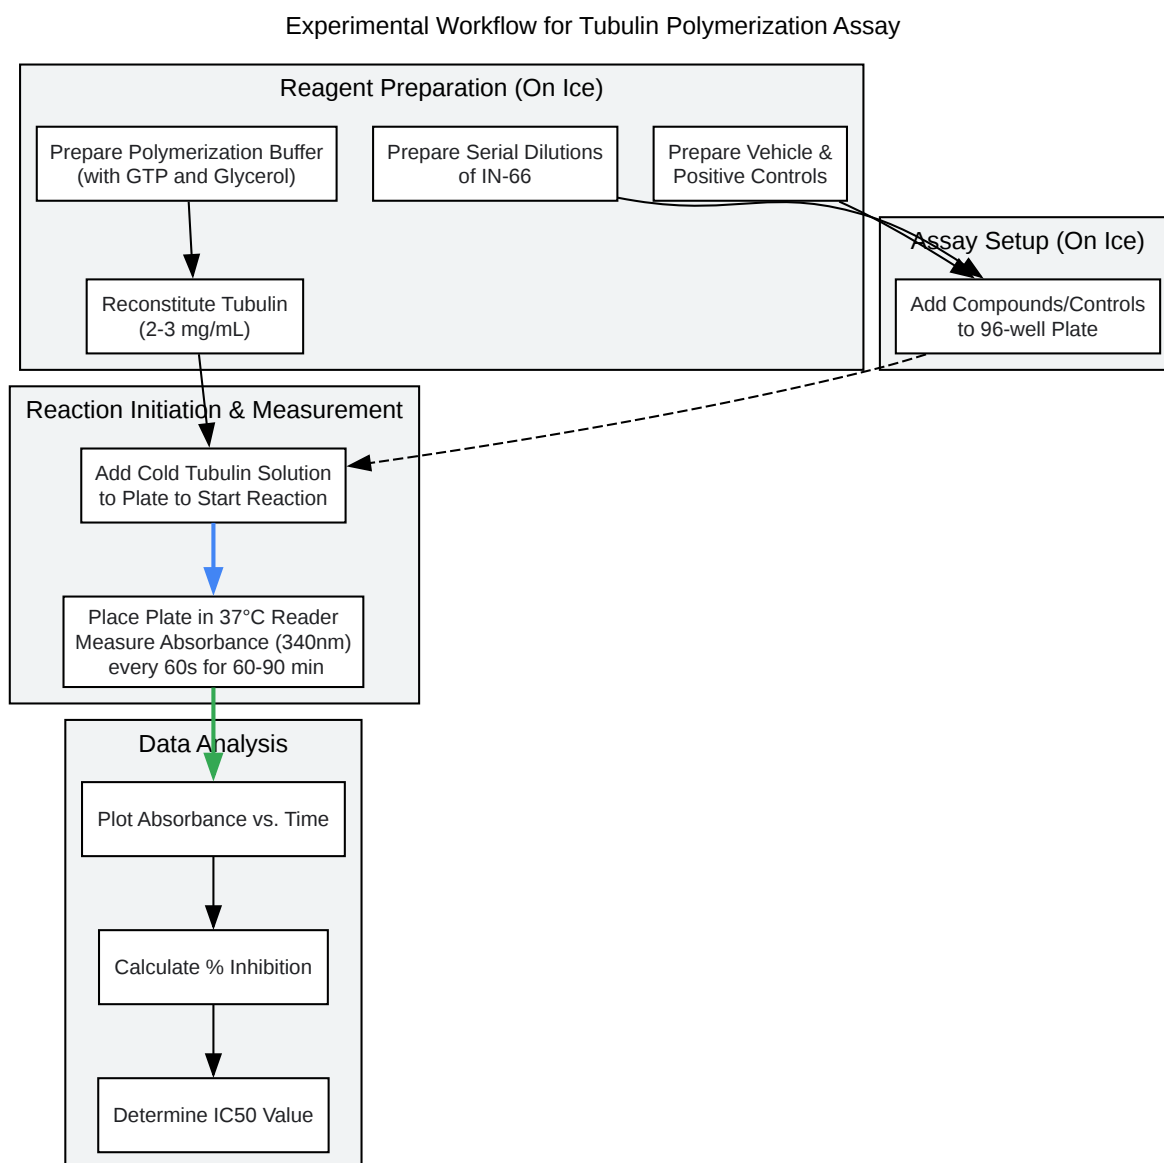 Experimental Workflow for Tubulin Polymerization Assay
Reagent Preparation (On Ice)
Prepare Polymerization Buffer
(with GTP and Glycerol)
Prepare Serial Dilutions
of IN-66
Prepare Vehicle &
Positive Controls
Assay Setup (On Ice)
Reconstitute Tubulin
(2-3 mg/mL)
Add Compounds/Controls
to 96-well Plate
Reaction Initiation & Measurement
Add Cold Tubulin Solution
to Plate to Start Reaction
Place Plate in 37°C Reader
Measure Absorbance (340nm)
every 60s for 60-90 min
Data Analysis
Plot Absorbance vs. Time
Calculate % Inhibition
Determine IC50 Value